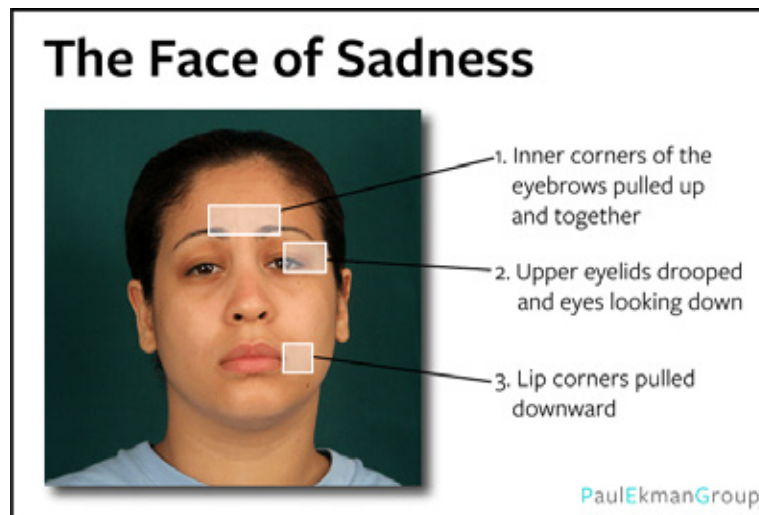 The Face of Sadness
1. Inner corners of the
eyebrows pulled up
and together
2. Upper eyelids drooped
and eyes looking down
3. Lip corners pulled
downward
PaulEkmanGroup